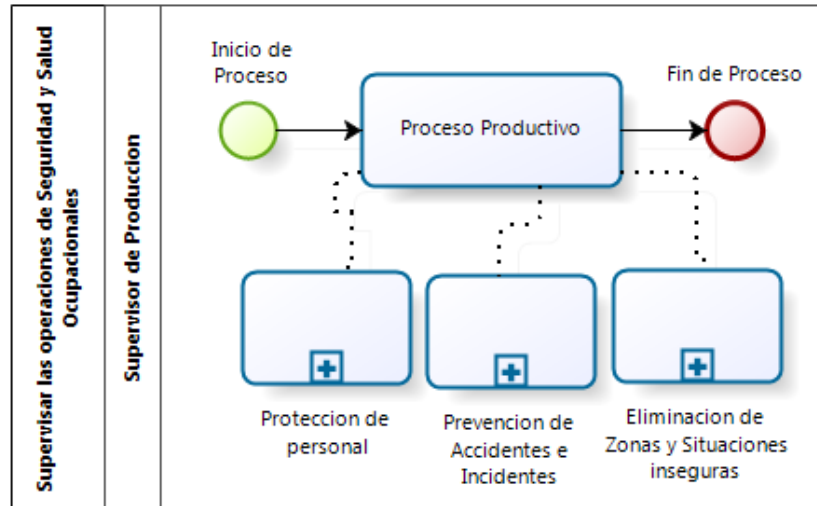 Supervisar las operaciones de Seguridad y Salud
Ocupacionales
Supervisor de Produccion
Inicio de
Proceso
Proceso Productivo
Fin de Proceso
Proteccion de
personal
Prevencion de
Accidentes e
Incidentes
Eliminacion de
Zonas y Situaciones
inseguras